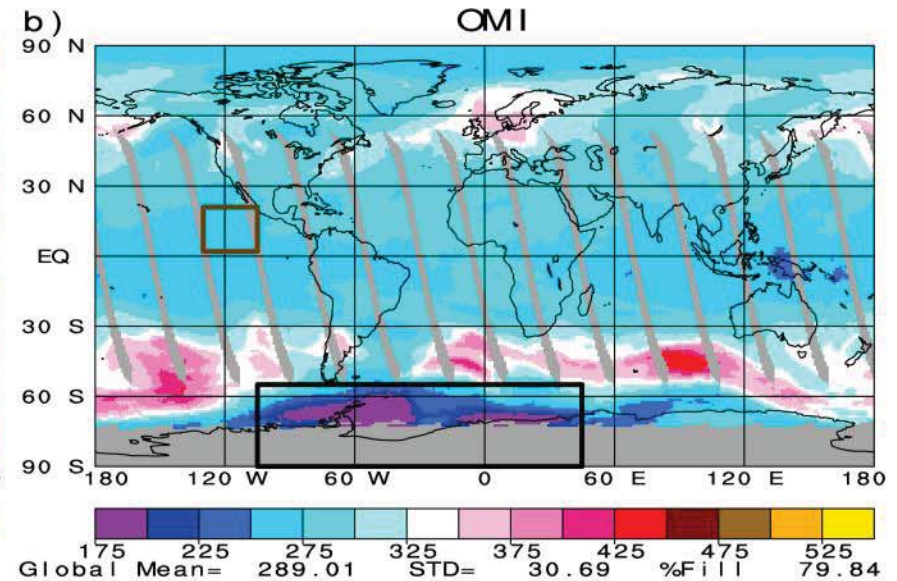 b) OMI
90 N
60 N
30 N
EQ
30 S
60 S
90 S
180 120 W 60 W 0 60 E 120 E 180
175 225 275 325 375 425 475 525
Global Mean= 289.01 STD= 30.69 %Fill 79.84